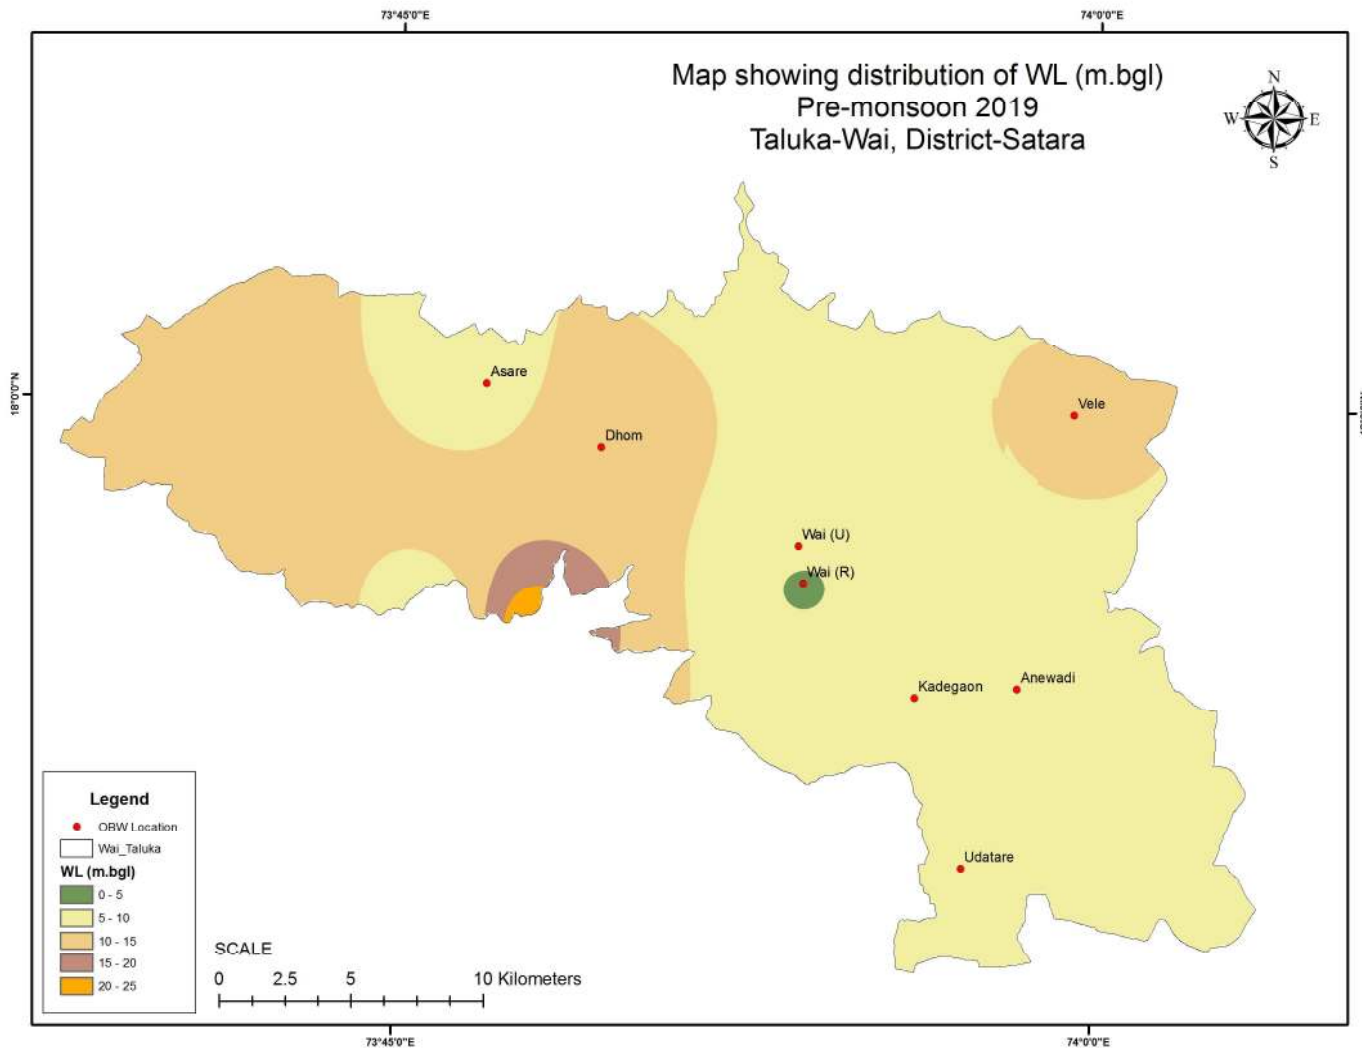 73°45'0"E
74°0'0"E
Map showing distribution of WL (m.bgl)
Pre-monsoon 2019
Taluka-Wai, District-Satara
N
W
E
S
18°0'0"N
Asare
Dhom
Vele
Wai (U)
Wai (R)
Kadegaon
Anewadi
Udatare
Legend
OBW Location
Wai_Taluka
WL (m.bgl)
0 - 5
5 - 10
10 - 15
15 - 20
20 - 25
SCALE
0 2.5 5 10 Kilometers
73°45'0"E
74°0'0"E